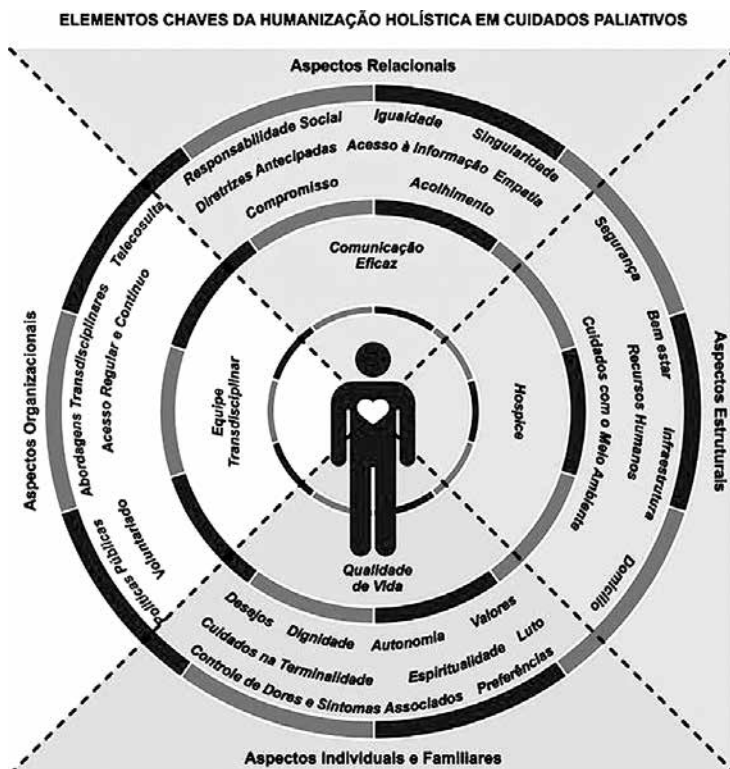 ELEMENTOS CHAVES DA HUMANIZAÇÃO HOLÍSTICA EM CUIDADOS PALIATIVOS
Aspectos Relacionais
Responsabilidade Social
Igualdade
Singularidade
Diretrizes Antecipadas
Acesso à Informação
Empatia
Compromisso
Acolhimento
Comunicação
Eficaz
Aspectos Organizacionais
Telecosulta
Abordagens Transdisciplinares
Acesso Regular e Contínuo
Políticas Públicas
Voluntariado
Equipe
Transdisciplinar
Hospice
Segurança
Bem estar
Recursos Humanos
Cuidados com o Meio Ambiente
Infraestrutura
Domicílio
Aspectos Estruturais
Qualidade
de Vida
Desejos
Dignidade
Autonomia
Valores
Cuidados na Terminalidade
Espiritualidade
Luto
Controle de Dores e Sintomas Associados
Preferências
Aspectos Individuais e Familiares